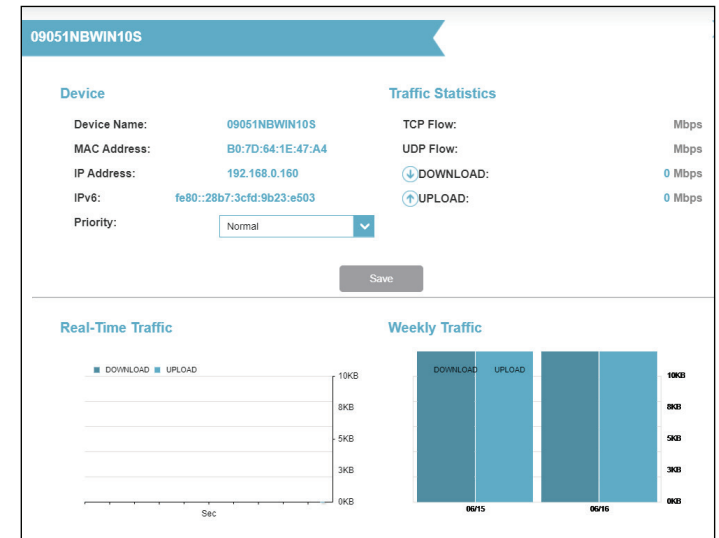 09051NBWIN10S
Device
Device Name: 09051NBWIN10S
MAC Address: B0:7D:64:1E:47:A4
IP Address: 192.168.0.160
IPv6: fe80::28b7:3cfd:9b23:e503
Priority: Normal
Traffic Statistics
TCP Flow: Mbps
UDP Flow: Mbps
DOWNLOAD: 0 Mbps
UPLOAD: 0 Mbps
Save
Real-Time Traffic
DOWNLOAD UPLOAD
10KB
8KB
5KB
3KB
0KB
Sec
Weekly Traffic
DOWNLOAD UPLOAD
10KB
8KB
5KB
3KB
0KB
06/15 06/16